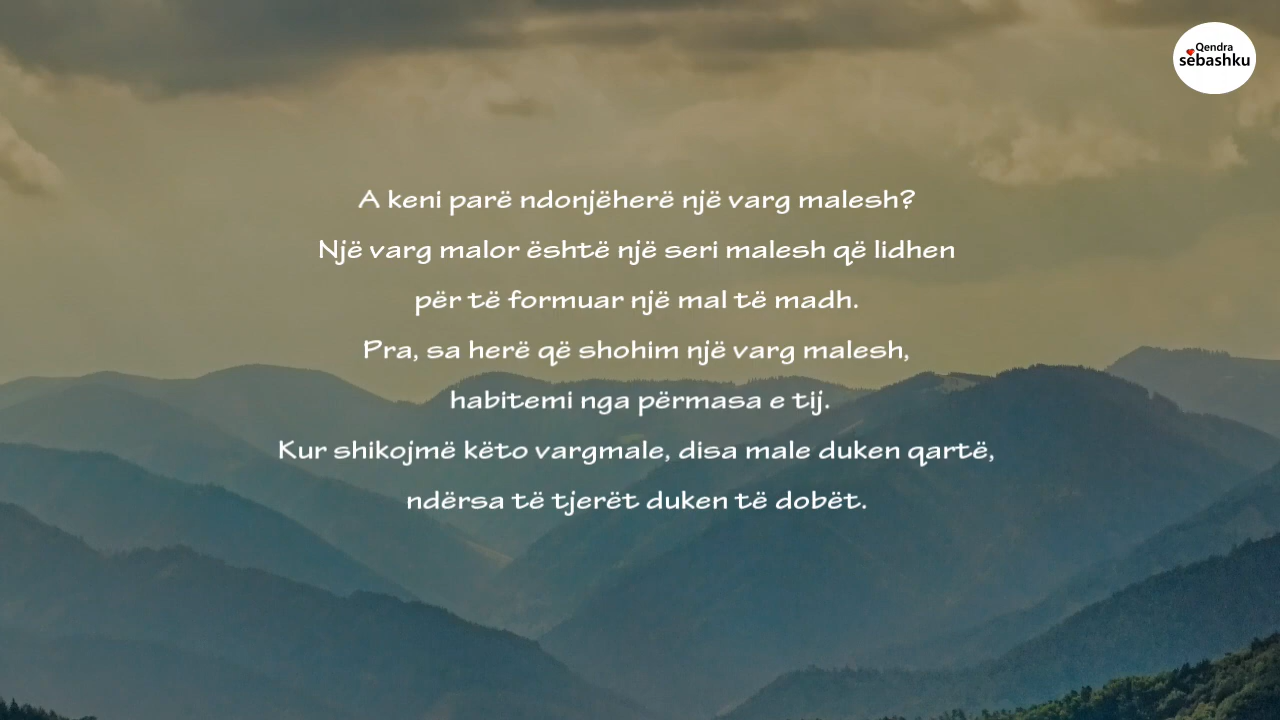 Qendra
sëbashku
A keni parë ndonjëherë një varg malesh?
Një varg malor është një seri malesh që lidhen
për të formuar një mal të madh.
Pra, sa herë që shohim një varg malesh,
habitemi nga përmasa e tij.
Kur shikojmë këto vargmale, disa male duken qartë,
ndërsa të tjerët duken të dobët.